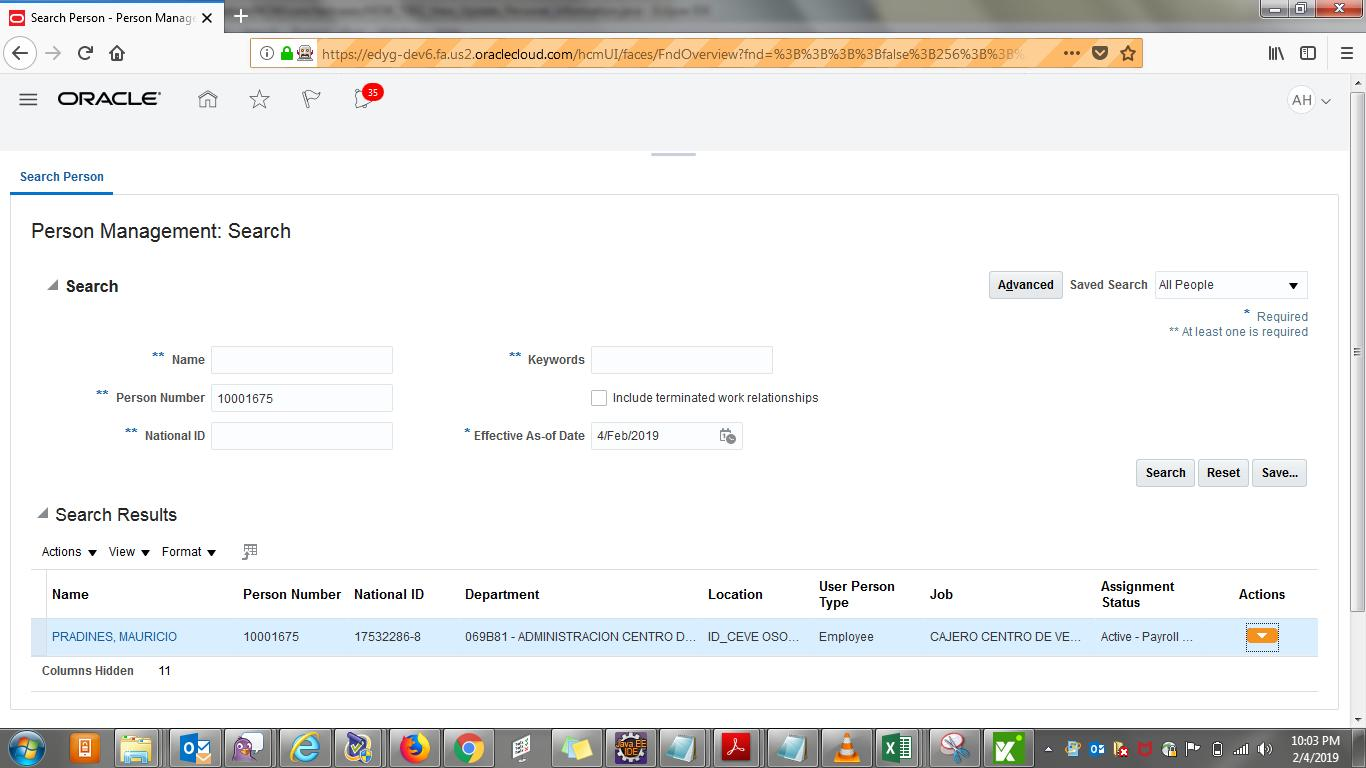 Search Person - Person Manage
https://edyg-dev6.fa.us2.oraclecloud.com/hcmUI/faces/FndOverview?fnd=%3B%3B%3B%3Bfalse%3B256%3B%3B%
ORACLE
35
AH
Search Person
Person Management: Search
Search
Advanced
Saved Search
All People
* Required
** At least one is required
** Name
** Keywords
** Person Number
10001675
Include terminated work relationships
** National ID
* Effective As-of Date
4/Feb/2019
Search Reset Save...
Search Results
Actions View Format
Name Person Number National ID Department Location User Person Type Job Assignment Status Actions
PRADINES, MAURICIO 10001675 17532286-8 069B81 - ADMINISTRACION CENTRO D... ID_CEVE OSO... Employee CAJERO CENTRO DE VE... Active - Payroll ...
Columns Hidden 11
Java EE
IDE
10:03 PM
2/4/2019